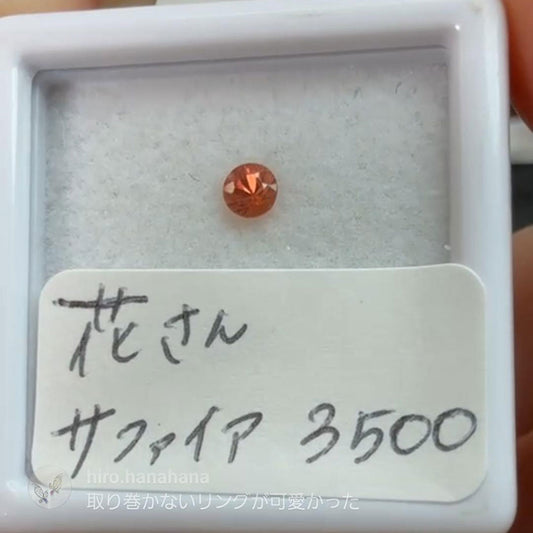 花さん
サファイア 3500
hiro.hanahana
取り巻かないリングが可愛かった